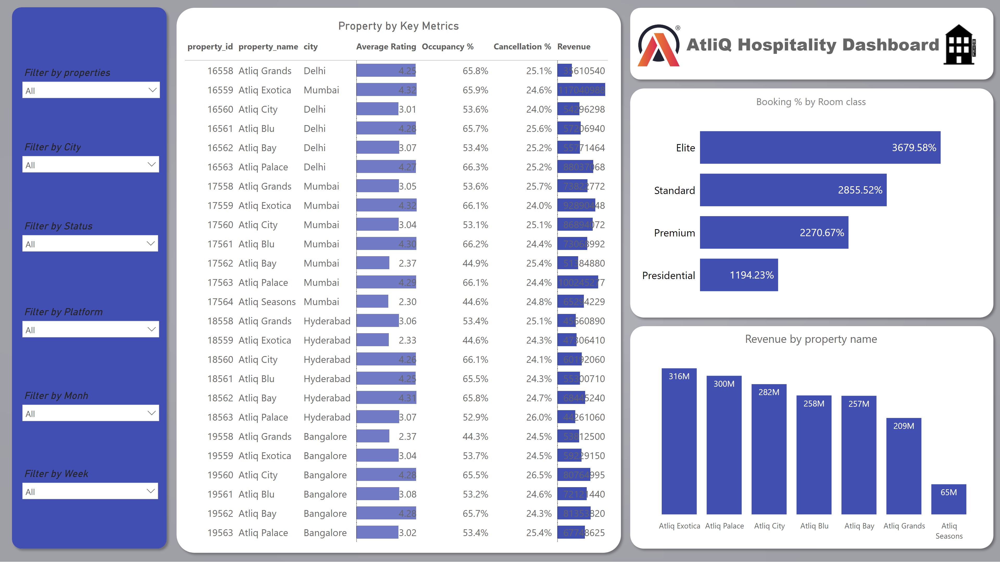 Filter by properties
All
Filter by City
All
Filter by Status
All
Filter by Platform
All
Filter by Monh
All
Filter by Week
All
Property by Key Metrics
property_id property_name city Average Rating Occupancy % Cancellation % Revenue
16558 Atliq Grands Delhi 4.25 65.8% 25.1% 35610540
16559 Atliq Exotica Mumbai 4.32 65.9% 24.6% 117040988
16560 Atliq City Delhi 3.01 53.6% 24.0% 54296298
16561 Atliq Blu Delhi 4.28 65.7% 25.6% 57206940
16562 Atliq Bay Delhi 3.07 53.4% 25.2% 55771464
16563 Atliq Palace Delhi 4.27 66.3% 25.2% 88037068
17558 Atliq Grands Mumbai 3.05 53.6% 25.7% 73822772
17559 Atliq Exotica Mumbai 4.32 66.1% 24.0% 92890448
17560 Atliq City Mumbai 3.04 53.1% 25.1% 86894072
17561 Atliq Blu Mumbai 4.30 66.2% 24.4% 73068992
17562 Atliq Bay Mumbai 2.37 44.9% 25.4% 51384880
17563 Atliq Palace Mumbai 4.29 66.1% 24.4% 100245277
17564 Atliq Seasons Mumbai 2.30 44.6% 24.8% 65294229
18558 Atliq Grands Hyderabad 3.06 53.4% 25.1% 45660890
18559 Atliq Exotica Hyderabad 2.33 44.6% 24.3% 47306410
18560 Atliq City Hyderabad 4.26 66.1% 24.1% 60192060
18561 Atliq Blu Hyderabad 4.25 65.5% 24.3% 55300710
18562 Atliq Bay Hyderabad 4.31 65.8% 24.7% 68445240
18563 Atliq Palace Hyderabad 3.07 52.9% 26.0% 44261060
19558 Atliq Grands Bangalore 2.37 44.3% 24.5% 53812500
19559 Atliq Exotica Bangalore 3.04 53.7% 24.5% 59229150
19560 Atliq City Bangalore 4.28 65.5% 26.5% 80764995
19561 Atliq Blu Bangalore 3.08 53.2% 24.6% 72121440
19562 Atliq Bay Bangalore 4.28 65.7% 24.3% 81353820
19563 Atliq Palace Bangalore 3.02 53.4% 25.4% 67748625
®
AtliQ Hospitality Dashboard
HOTEL
Booking % by Room class
Elite 3679.58%
Standard 2855.52%
Premium 2270.67%
Presidential 1194.23%
Revenue by property name
316M 300M 282M 258M 257M 209M 65M
Atliq Exotica Atliq Palace Atliq City Atliq Blu Atliq Bay Atliq Grands Atliq
Seasons